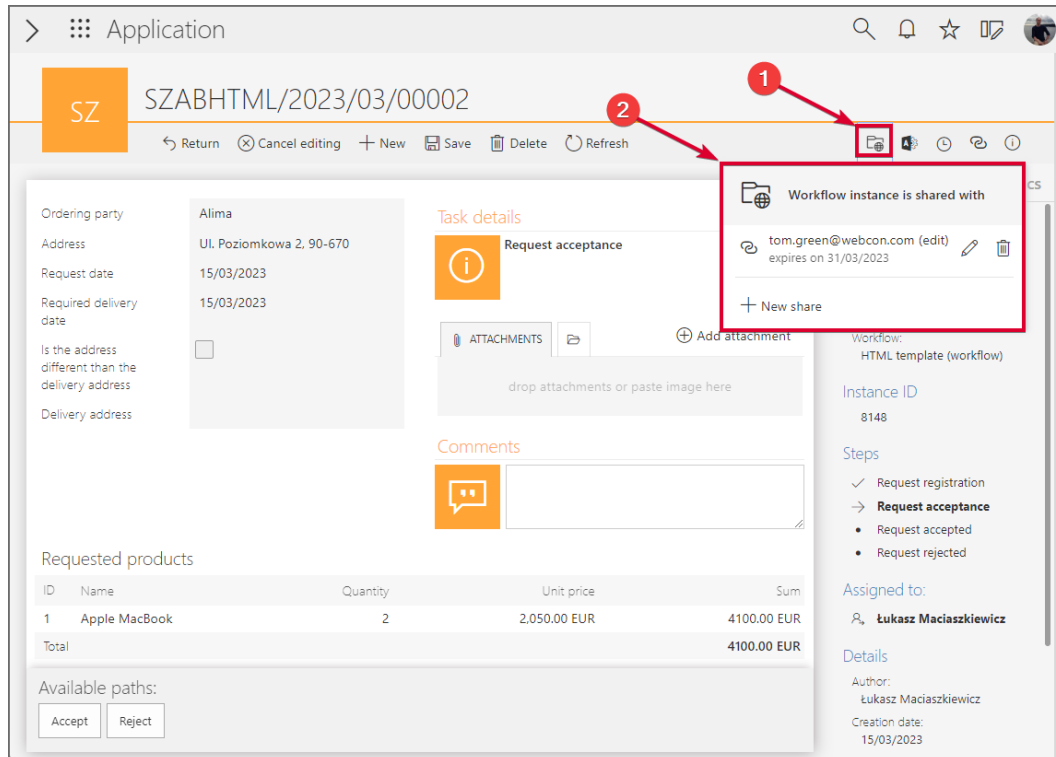 Application
SZ
SZABHTML/2023/03/00002
1
2
Return Cancel editing New Save Delete Refresh
cs
Workflow instance is shared with
tom.green@webcon.com (edit)
expires on 31/03/2023
New share
Ordering party Alima
Address Ul. Poziomkowa 2, 90-670
Request date 15/03/2023
Required delivery
date
15/03/2023
Is the address
different than the
delivery address
Delivery address
Task details
Request acceptance
ATTACHMENTS
Add attachment
drop attachments or paste image here
Comments
Requested products
ID Name Quantity Unit price Sum
1 Apple MacBook 2 2,050.00 EUR 4100.00 EUR
Total 4100.00 EUR
Available paths:
Accept Reject
Workflow:
HTML template (workflow)
Instance ID
8148
Steps
Request registration
Request acceptance
Request accepted
Request rejected
Assigned to:
Łukasz Maciaszkiewicz
Details
Author:
Łukasz Maciaszkiewicz
Creation date:
15/03/2023